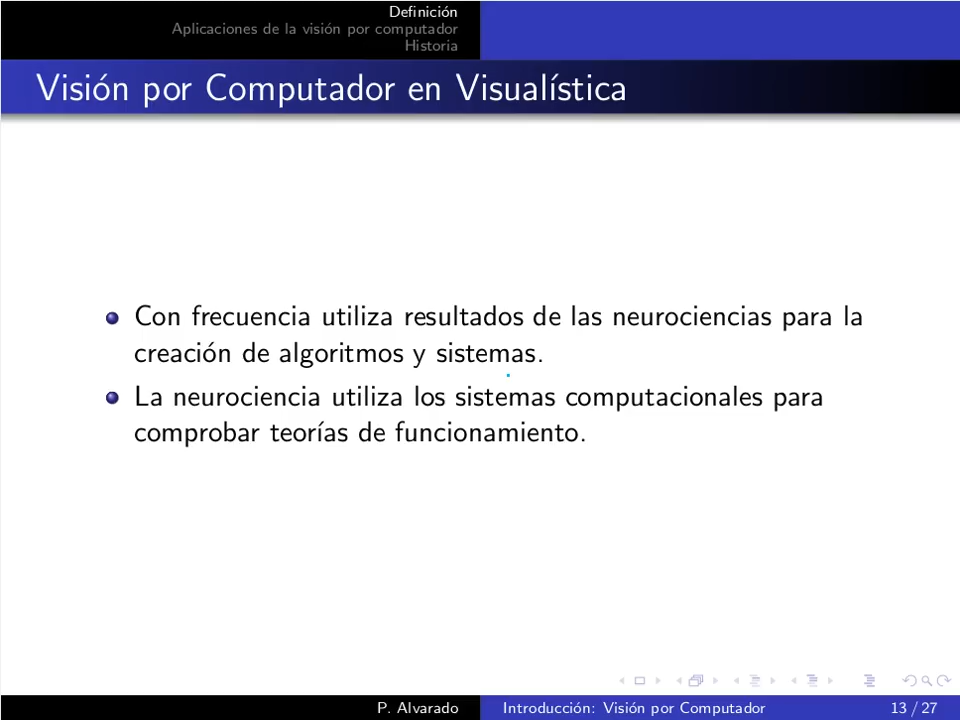 Definición
Aplicaciones de la visión por computador
Historia
Visión por Computador en Visualística
Con frecuencia utiliza resultados de las neurociencias para la
creación de algoritmos y sistemas.
La neurociencia utiliza los sistemas computacionales para
comprobar teorías de funcionamiento.
P. Alvarado
Introducción: Visión por Computador
13 / 27